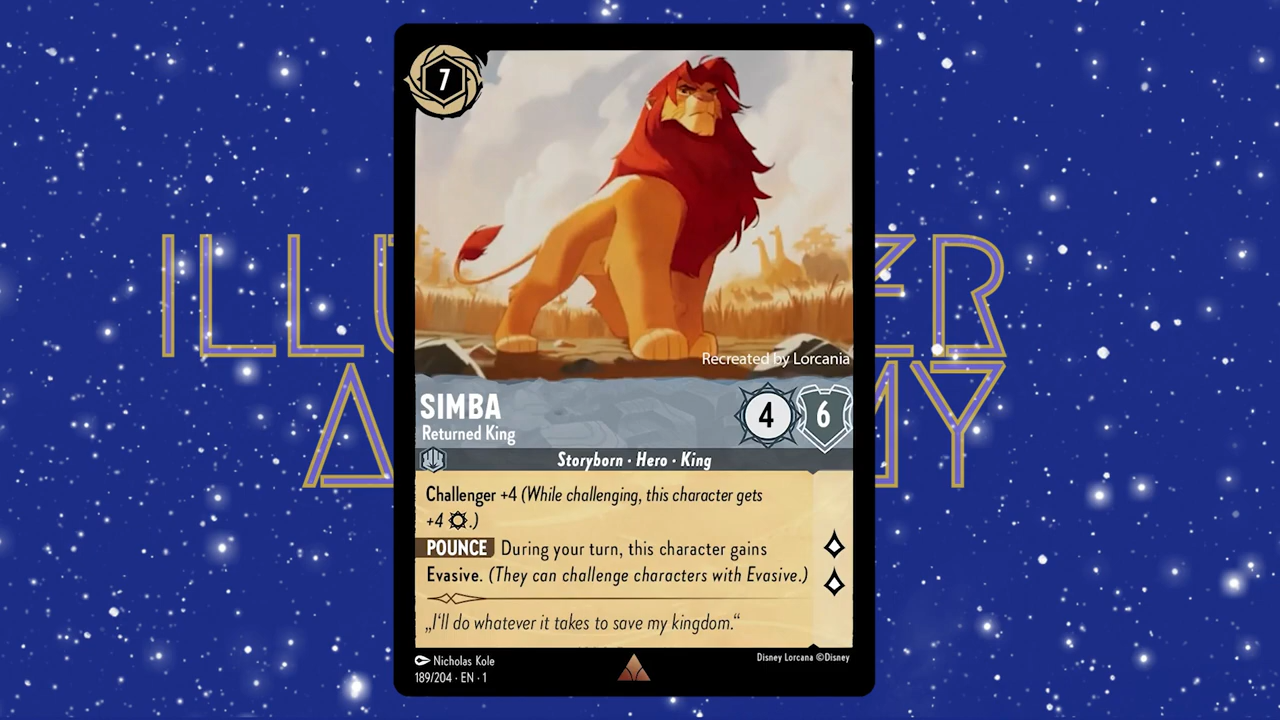 7
Recreated by Lorcania
SIMBA
Returned King
4
6
Storyborn · Hero · King
Challenger +4 (While challenging, this character gets
+4 .)
POUNCE During your turn, this character gains
Evasive. (They can challenge characters with Evasive.)
„I'll do whatever it takes to save my kingdom.“
Nicholas Kole
189/204 · EN · 1
Disney Lorcana ©Disney